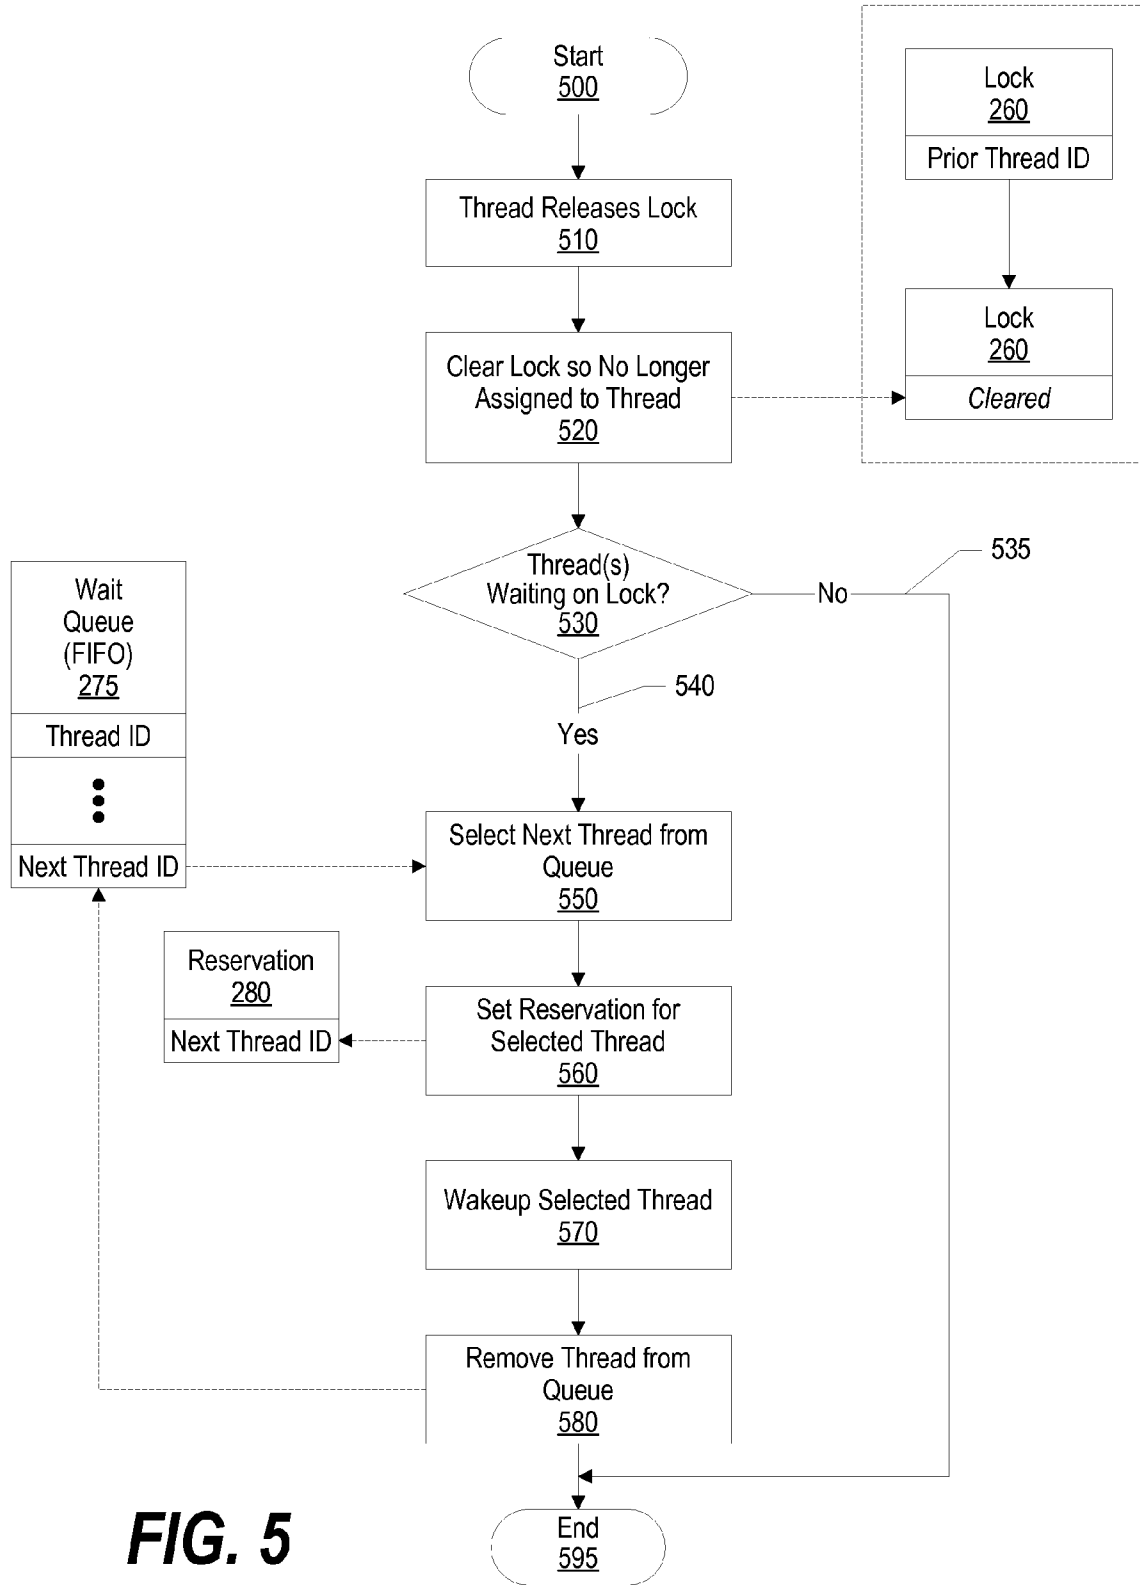 Start
500
Lock
260
Prior Thread ID
Thread Releases Lock
510
Lock
260
Cleared
Clear Lock so No Longer
Assigned to Thread
520
Thread(s)
Waiting on Lock?
530
No
535
540
Yes
Wait
Queue
(FIFO)
275
Thread ID
Next Thread ID
Select Next Thread from
Queue
550
Reservation
280
Next Thread ID
Set Reservation for
Selected Thread
560
Wakeup Selected Thread
570
Remove Thread from
Queue
580
End
595
FIG. 5